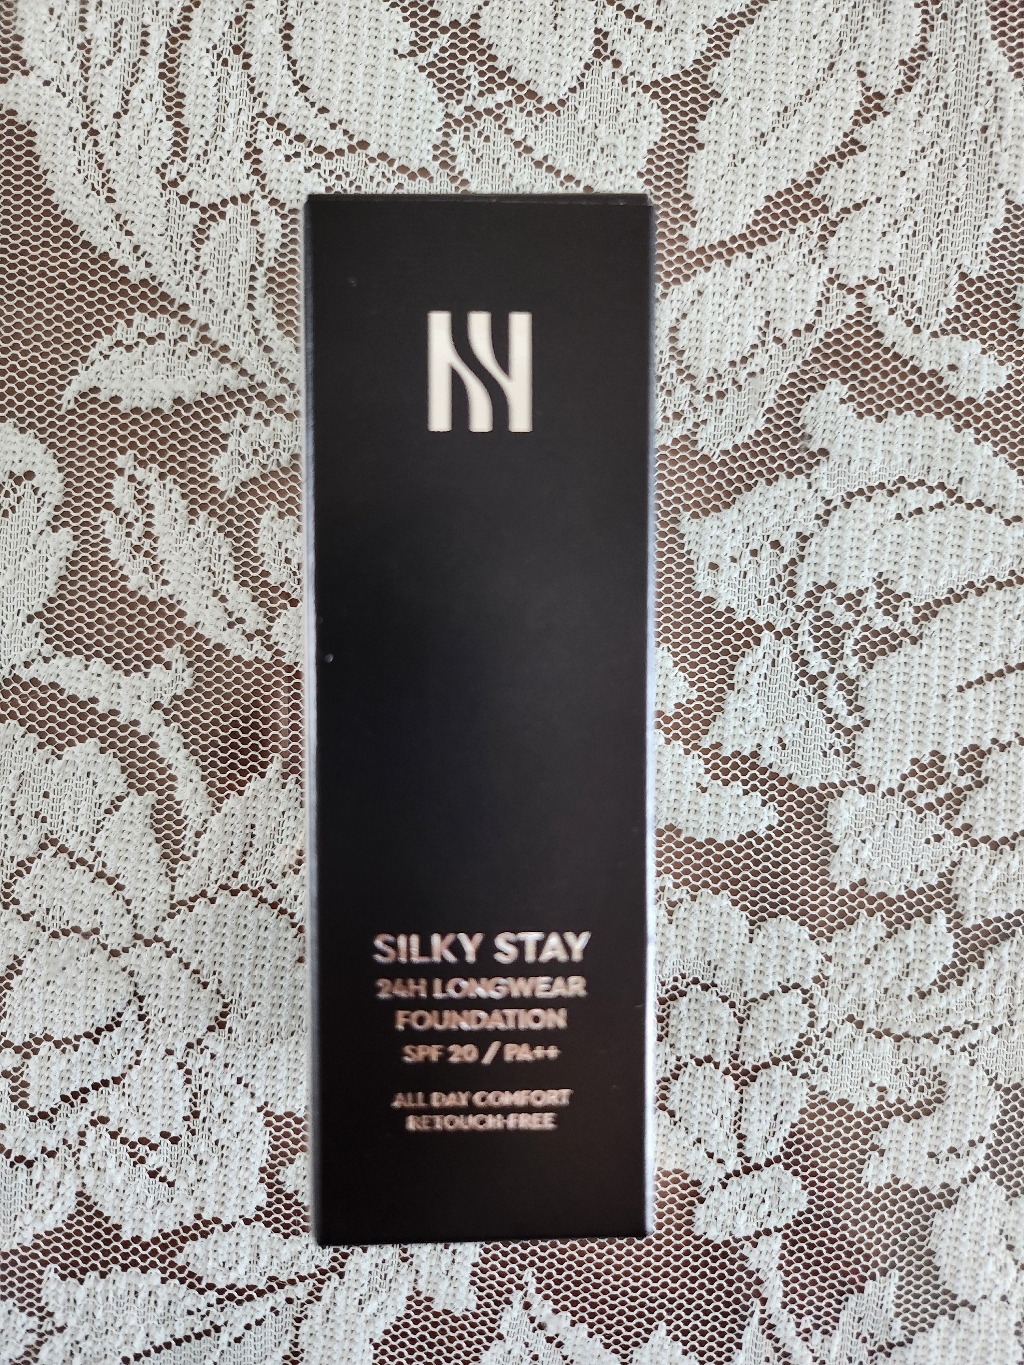 SILKY STAY
24H LONGWEAR
FOUNDATION
SPF 20 / PA++
ALL DAY COMFORT
RETOUCH-FREE